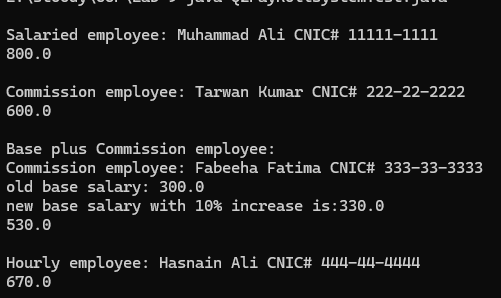 Salaried employee: Muhammad Ali CNIC# 11111-1111
800.0
Commission employee: Tarwan Kumar CNIC# 222-22-2222
600.0
Base plus Commission employee:
Commission employee: Fabeeha Fatima CNIC# 333-33-3333
old base salary: 300.0
new base salary with 10% increase is:330.0
530.0
Hourly employee: Hasnain Ali CNIC# 444-44-4444
670.0